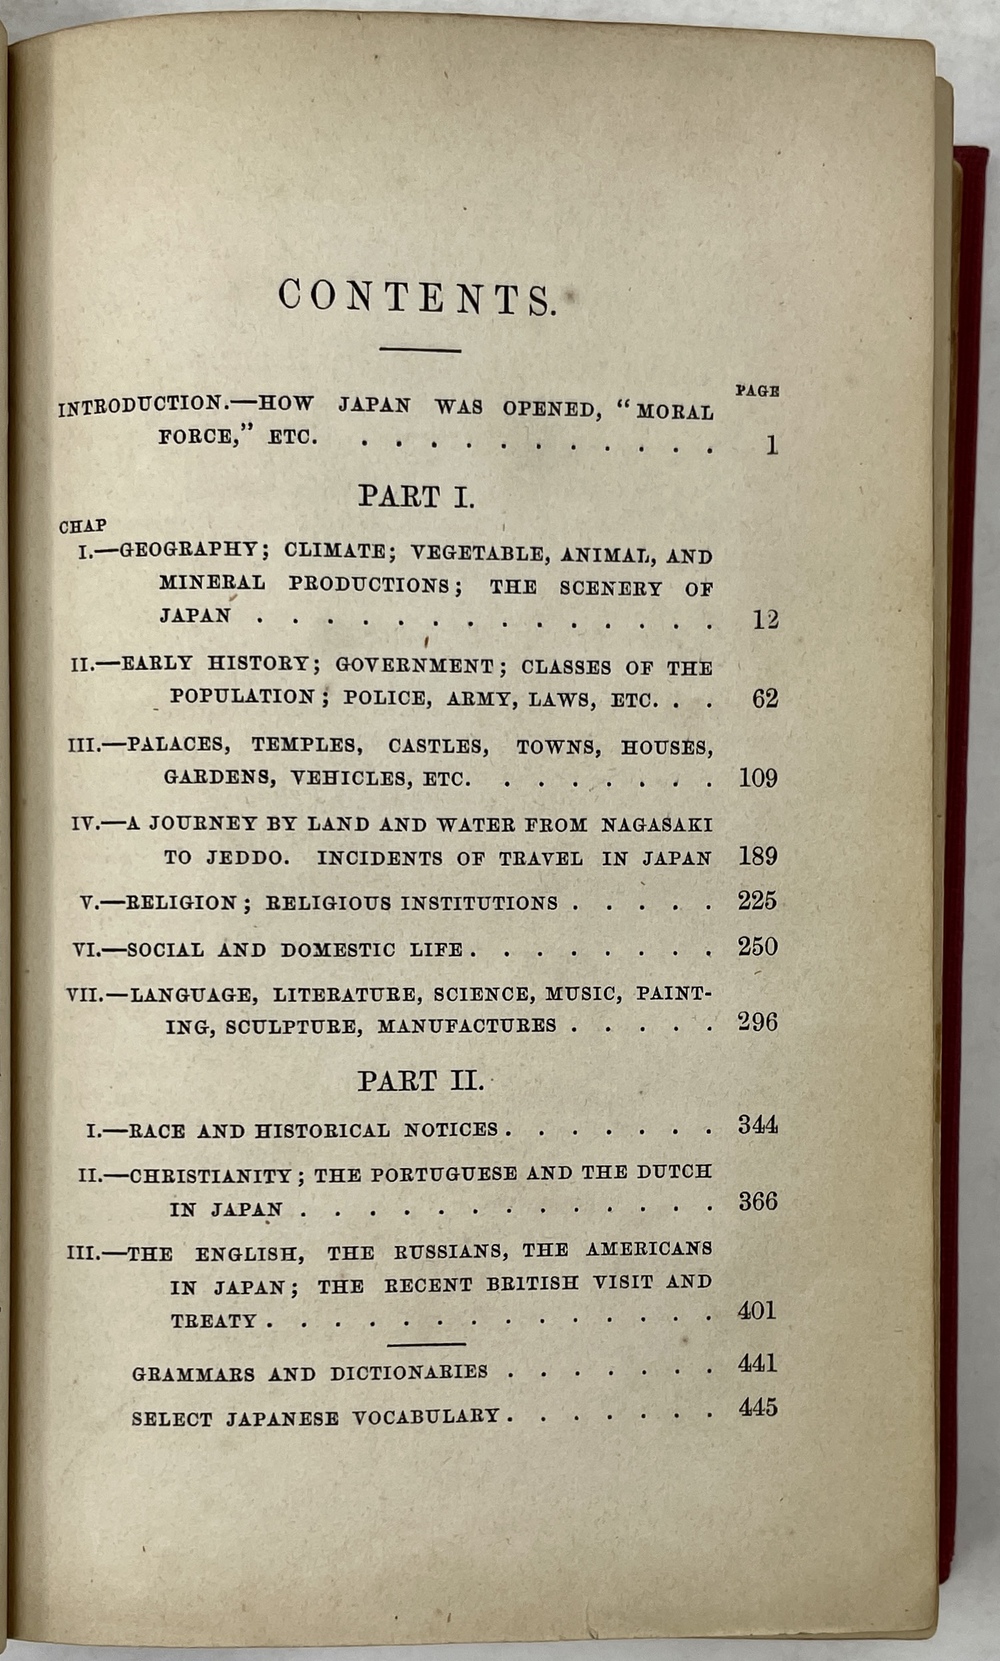 CONTENTS.
PAGE
INTRODUCTION.—HOW JAPAN WAS OPENED, "MORAL
FORCE," ETC. . . . . . . . . . . . 1
PART I.
CHAP
I.—GEOGRAPHY; CLIMATE; VEGETABLE, ANIMAL, AND
MINERAL PRODUCTIONS; THE SCENERY OF
JAPAN . . . . . . . . . . . . . . 12
II.—EARLY HISTORY; GOVERNMENT; CLASSES OF THE
POPULATION; POLICE, ARMY, LAWS, ETC. . . 62
III.—PALACES, TEMPLES, CASTLES, TOWNS, HOUSES,
GARDENS, VEHICLES, ETC. . . . . . . . 109
IV.—A JOURNEY BY LAND AND WATER FROM NAGASAKI
TO JEDDO. INCIDENTS OF TRAVEL IN JAPAN 189
V.—RELIGION; RELIGIOUS INSTITUTIONS . . . . . 225
VI.—SOCIAL AND DOMESTIC LIFE . . . . . . . . 250
VII.—LANGUAGE, LITERATURE, SCIENCE, MUSIC, PAINT-
ING, SCULPTURE, MANUFACTURES . . . . . 296
PART II.
I.—RACE AND HISTORICAL NOTICES . . . . . . . 344
II.—CHRISTIANITY; THE PORTUGUESE AND THE DUTCH
IN JAPAN . . . . . . . . . . . . . 366
III.—THE ENGLISH, THE RUSSIANS, THE AMERICANS
IN JAPAN; THE RECENT BRITISH VISIT AND
TREATY . . . . . . . . . . . . . . 401
GRAMMARS AND DICTIONARIES . . . . . . . 441
SELECT JAPANESE VOCABULARY . . . . . . . 445